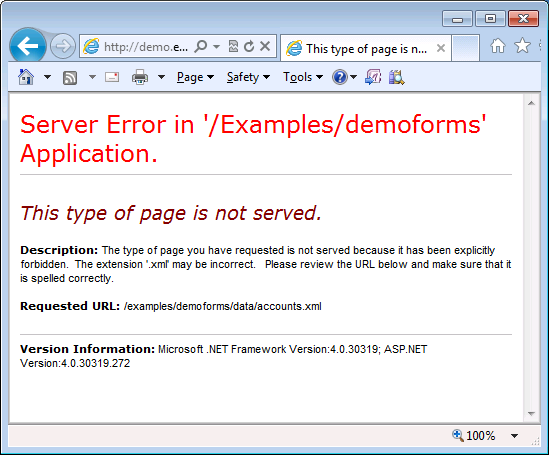 http://demo.e...
This type of page is n...
Page Safety Tools
Server Error in '/Examples/demoforms'
Application.
This type of page is not served.
Description: The type of page you have requested is not served because it has been explicitly
forbidden. The extension '.xml' may be incorrect. Please review the URL below and make sure that it
is spelled correctly.
Requested URL: /examples/demoforms/data/accounts.xml
Version Information: Microsoft .NET Framework Version:4.0.30319; ASP.NET
Version:4.0.30319.272
100%